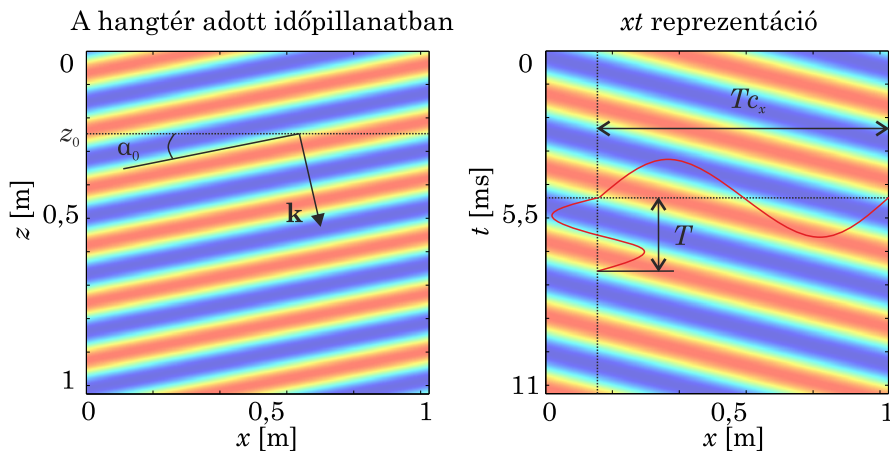 A hangtér adott időpillanatban
0
z₀
α₀
0,5
k
z [m]
1
0
0,5
1
x [m]
xt reprezentáció
0
Tcₓ
5,5
T
t [ms]
11
0
0,5
1
x [m]